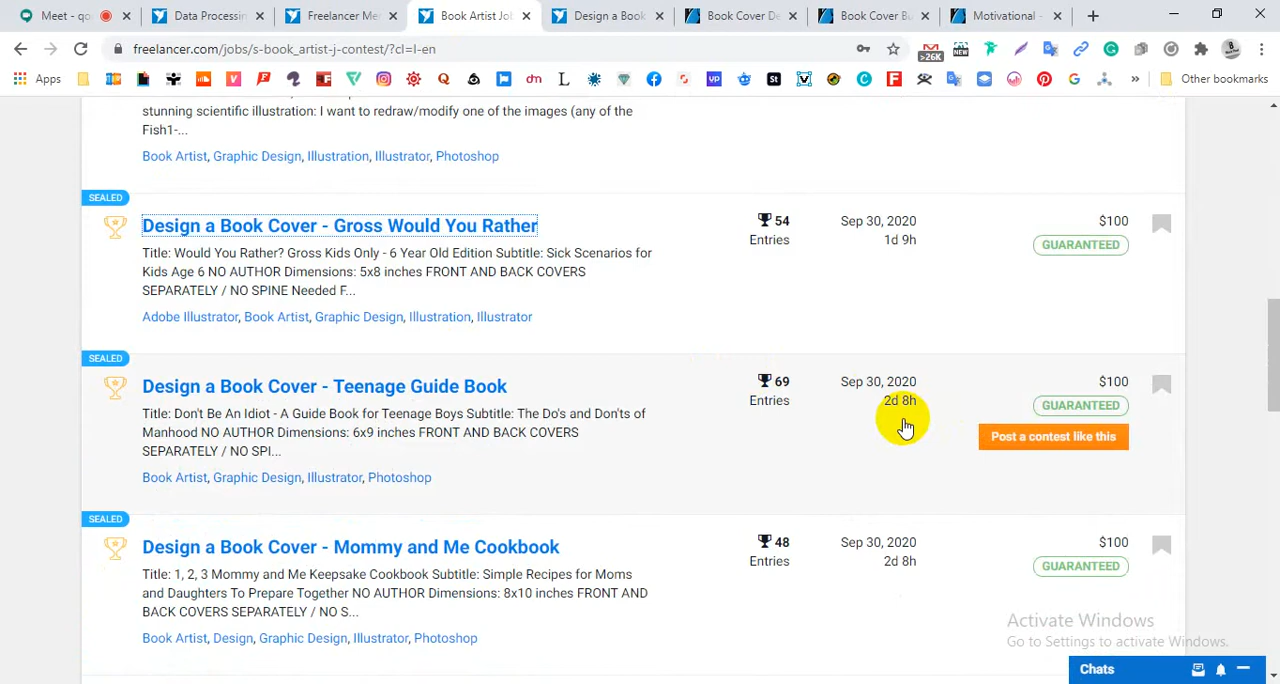 Meet - qo
Data Processin
Freelancer Me
Book Artist Jo
Design a Book
Book Cover De
Book Cover Bu
Motivational -
freelancer.com/jobs/s-book_artist-j-contest/?cl=l-en
>26K
Apps
Other bookmarks
stunning scientific illustration: I want to redraw/modify one of the images (any of the
Fish1-...
Book Artist, Graphic Design, Illustration, Illustrator, Photoshop
SEALED
Design a Book Cover - Gross Would You Rather
54
Entries
Sep 30, 2020
1d 9h
$100
GUARANTEED
Title: Would You Rather? Gross Kids Only - 6 Year Old Edition Subtitle: Sick Scenarios for
Kids Age 6 NO AUTHOR Dimensions: 5x8 inches FRONT AND BACK COVERS
SEPARATELY / NO SPINE Needed F...
Adobe Illustrator, Book Artist, Graphic Design, Illustration, Illustrator
SEALED
Design a Book Cover - Teenage Guide Book
69
Entries
Sep 30, 2020
2d 8h
$100
GUARANTEED
Post a contest like this
Title: Don't Be An Idiot - A Guide Book for Teenage Boys Subtitle: The Do's and Don'ts of
Manhood NO AUTHOR Dimensions: 6x9 inches FRONT AND BACK COVERS
SEPARATELY / NO SPI...
Book Artist, Graphic Design, Illustrator, Photoshop
SEALED
Design a Book Cover - Mommy and Me Cookbook
48
Entries
Sep 30, 2020
2d 8h
$100
GUARANTEED
Title: 1, 2, 3 Mommy and Me Keepsake Cookbook Subtitle: Simple Recipes for Moms
and Daughters To Prepare Together NO AUTHOR Dimensions: 8x10 inches FRONT AND
BACK COVERS SEPARATELY / NO S...
Book Artist, Design, Graphic Design, Illustrator, Photoshop
Activate Windows
Go to Settings to activate Windows.
Chats